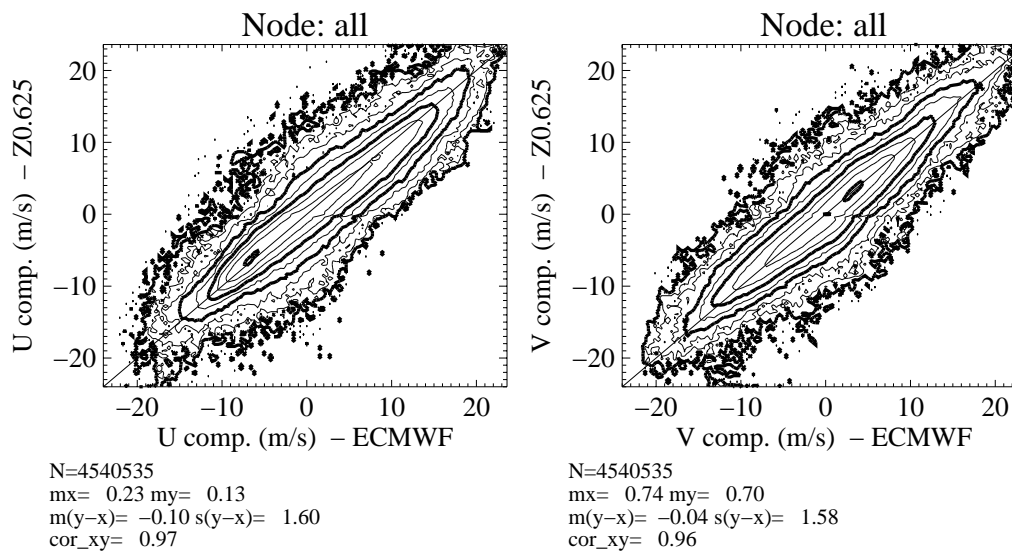 Node: all
U comp. (m/s) – Z0.625
20
10
0
−10
−20
−20 −10 0 10 20
U comp. (m/s) – ECMWF
N=4540535
mx= 0.23 my= 0.13
m(y−x)= −0.10 s(y−x)= 1.60
cor_xy= 0.97
Node: all
V comp. (m/s) – Z0.625
20
10
0
−10
−20
−20 −10 0 10 20
V comp. (m/s) – ECMWF
N=4540535
mx= 0.74 my= 0.70
m(y−x)= −0.04 s(y−x)= 1.58
cor_xy= 0.96